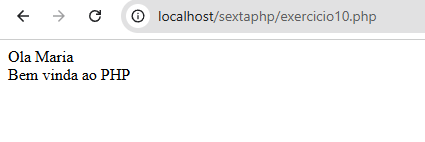 localhost/sextaphp/exercicio10.php
Ola Maria
Bem vinda ao PHP